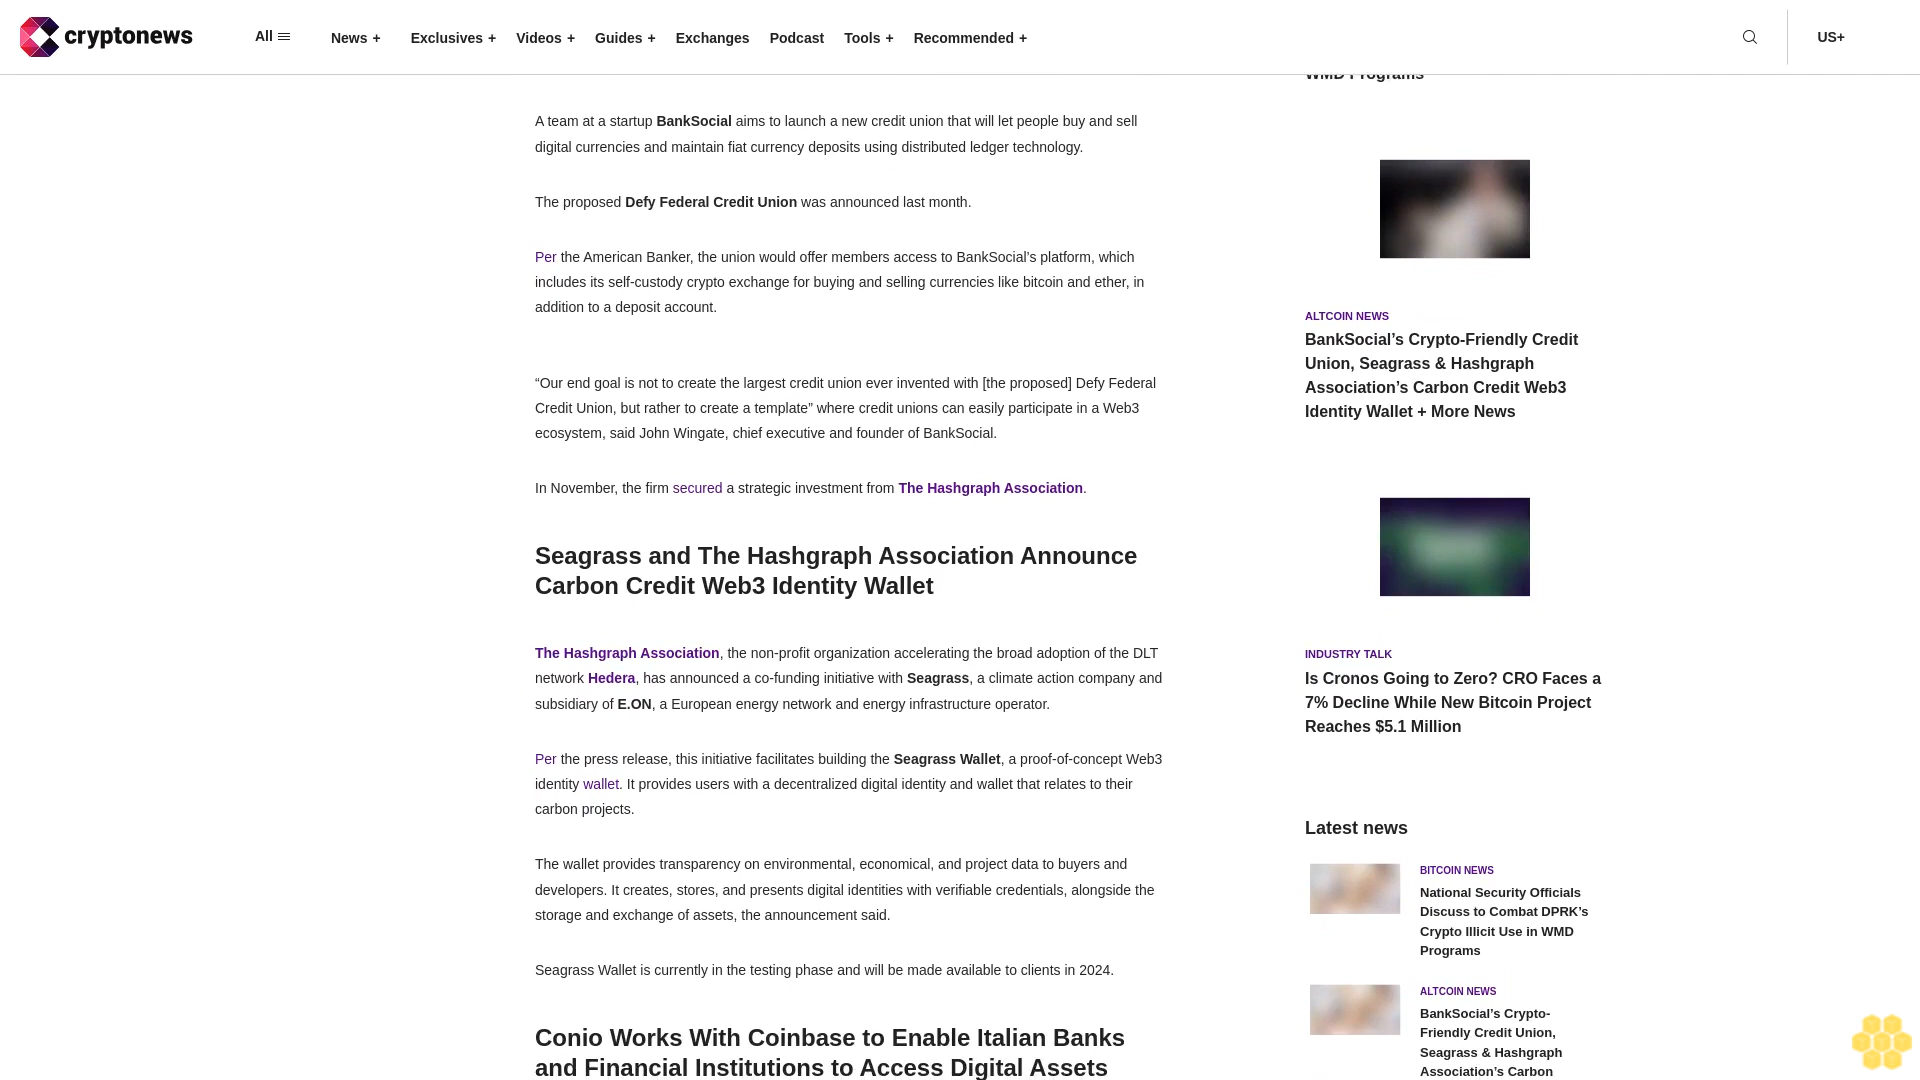 cryptonews
All
News +
Exclusives +
Videos +
Guides +
Exchanges
Podcast
Tools +
Recommended +
US+
A team at a startup BankSocial aims to launch a new credit union that will let people buy and sell
digital currencies and maintain fiat currency deposits using distributed ledger technology.
The proposed Defy Federal Credit Union was announced last month.
Per the American Banker, the union would offer members access to BankSocial’s platform, which
includes its self-custody crypto exchange for buying and selling currencies like bitcoin and ether, in
addition to a deposit account.
“Our end goal is not to create the largest credit union ever invented with [the proposed] Defy Federal
Credit Union, but rather to create a template” where credit unions can easily participate in a Web3
ecosystem, said John Wingate, chief executive and founder of BankSocial.
In November, the firm secured a strategic investment from The Hashgraph Association.
Seagrass and The Hashgraph Association Announce
Carbon Credit Web3 Identity Wallet
The Hashgraph Association, the non-profit organization accelerating the broad adoption of the DLT
network Hedera, has announced a co-funding initiative with Seagrass, a climate action company and
subsidiary of E.ON, a European energy network and energy infrastructure operator.
Per the press release, this initiative facilitates building the Seagrass Wallet, a proof-of-concept Web3
identity wallet. It provides users with a decentralized digital identity and wallet that relates to their
carbon projects.
The wallet provides transparency on environmental, economical, and project data to buyers and
developers. It creates, stores, and presents digital identities with verifiable credentials, alongside the
storage and exchange of assets, the announcement said.
Seagrass Wallet is currently in the testing phase and will be made available to clients in 2024.
Conio Works With Coinbase to Enable Italian Banks
and Financial Institutions to Access Digital Assets
WMD Programs
ALTCOIN NEWS
BankSocial’s Crypto-Friendly Credit
Union, Seagrass & Hashgraph
Association’s Carbon Credit Web3
Identity Wallet + More News
INDUSTRY TALK
Is Cronos Going to Zero? CRO Faces a
7% Decline While New Bitcoin Project
Reaches $5.1 Million
Latest news
BITCOIN NEWS
National Security Officials
Discuss to Combat DPRK’s
Crypto Illicit Use in WMD
Programs
ALTCOIN NEWS
BankSocial’s Crypto-
Friendly Credit Union,
Seagrass & Hashgraph
Association’s Carbon